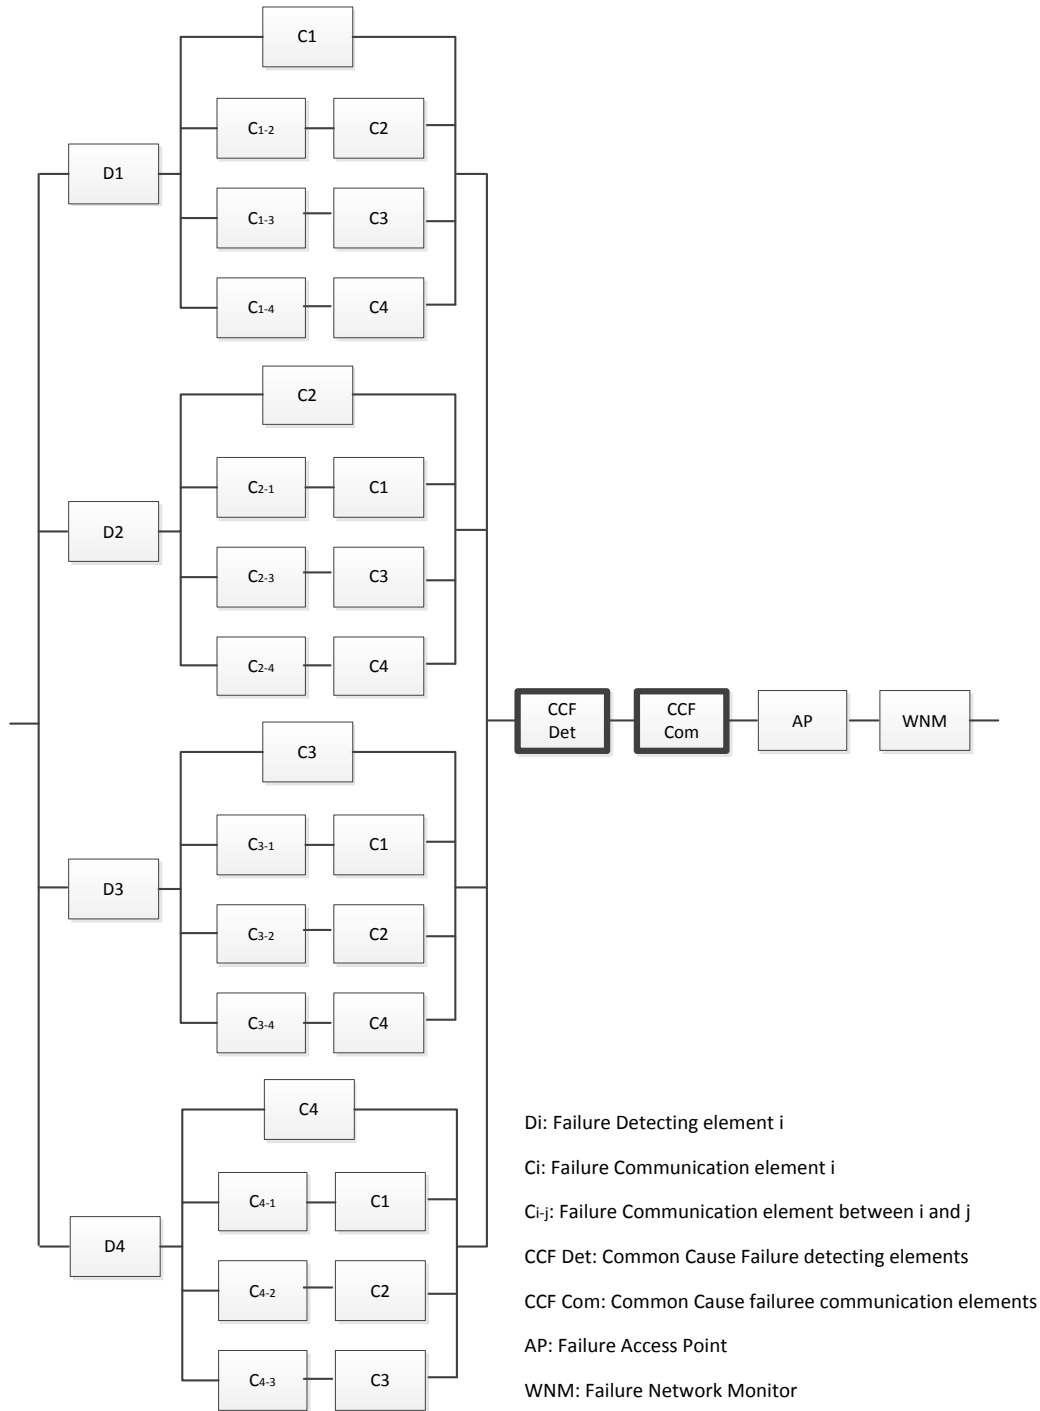 C1
C1-2 C2
D1
C1-3 C3
C1-4 C4
C2
C2-1 C1
D2
C2-3 C3
C2-4 C4
CCF
Det
CCF
Com
AP
WNM
C3
C3-1 C1
D3
C3-2 C2
C3-4 C4
C4
C4-1 C1
D4
C4-2 C2
C4-3 C3
Di: Failure Detecting element i
Ci: Failure Communication element i
Ci-j: Failure Communication element between i and j
CCF Det: Common Cause Failure detecting elements
CCF Com: Common Cause failuree communication elements
AP: Failure Access Point
WNM: Failure Network Monitor